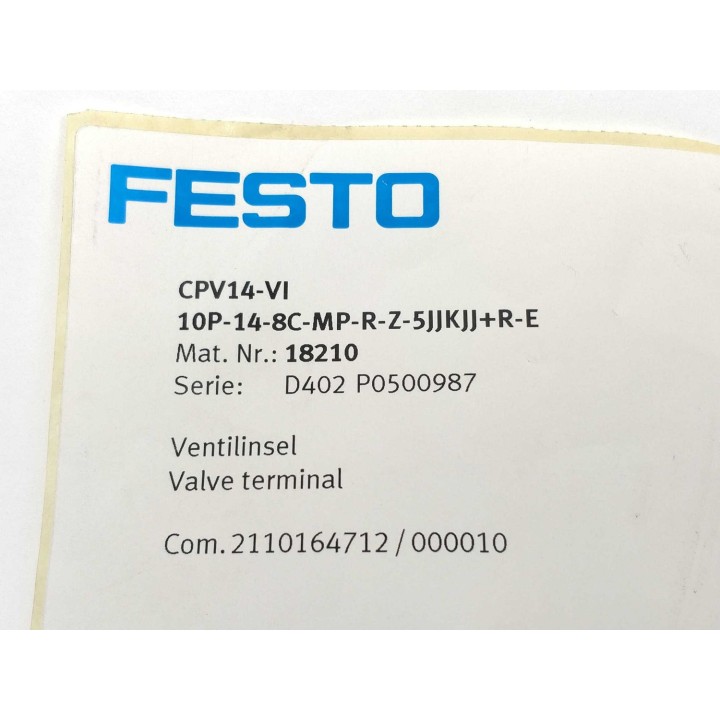 FESTO
CPV14-VI
10P-14-8C-MP-R-Z-5JJKJJ+R-E
Mat. Nr.: 18210
Serie: D402 P0500987
Ventilinsel
Valve terminal
Com. 2110164712 / 000010